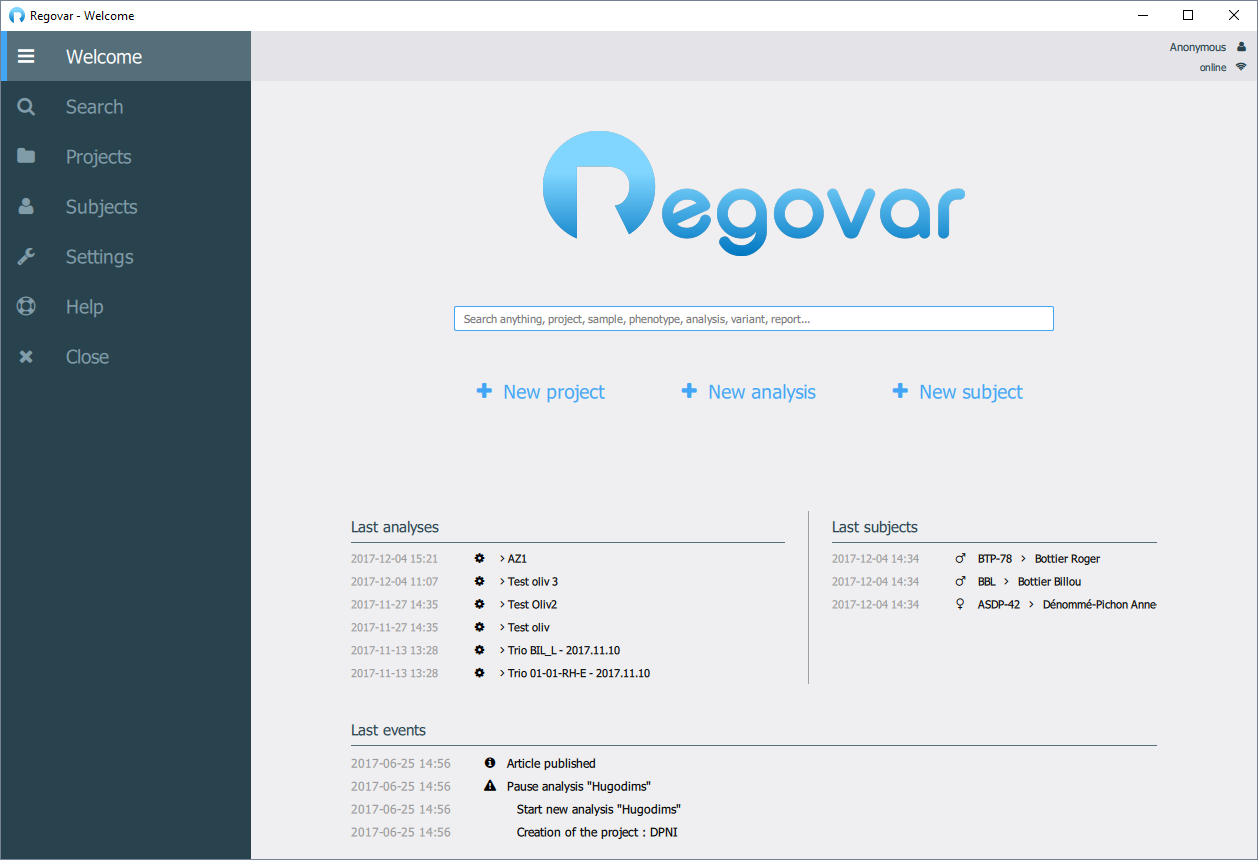 Regovar - Welcome
Anonymous
online
Welcome
Search
Projects
Subjects
Settings
Help
Close
Regovar
Search anything, project, sample, phenotype, analysis, variant, report...
New project
New analysis
New subject
Last analyses
2017-12-04 15:21 > AZ1
2017-12-04 11:07 > Test oliv 3
2017-11-27 14:35 > Test Oliv2
2017-11-27 14:35 > Test oliv
2017-11-13 13:28 > Trio BIL_L - 2017.11.10
2017-11-13 13:28 > Trio 01-01-RH-E - 2017.11.10
Last subjects
2017-12-04 14:34 ♂ BTP-78 > Bottier Roger
2017-12-04 14:34 ♂ BBL > Bottier Billou
2017-12-04 14:34 ♀ ASDP-42 > Dénommé-Pichon Anne
Last events
2017-06-25 14:56 Article published
2017-06-25 14:56 Pause analysis "Hugodims"
2017-06-25 14:56 Start new analysis "Hugodims"
2017-06-25 14:56 Creation of the project : DPNI